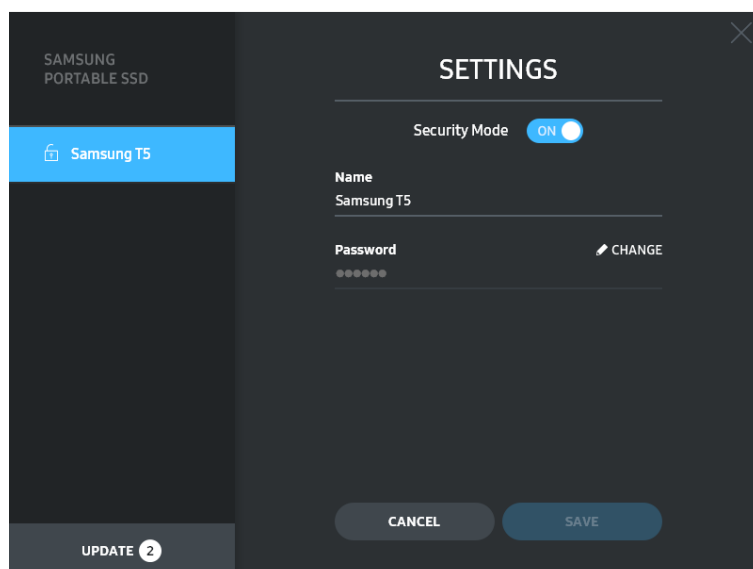 SAMSUNG
PORTABLE SSD
Samsung T5
UPDATE 2
SETTINGS
Security Mode ON
Name
Samsung T5
Password CHANGE
●●●●●●
CANCEL SAVE